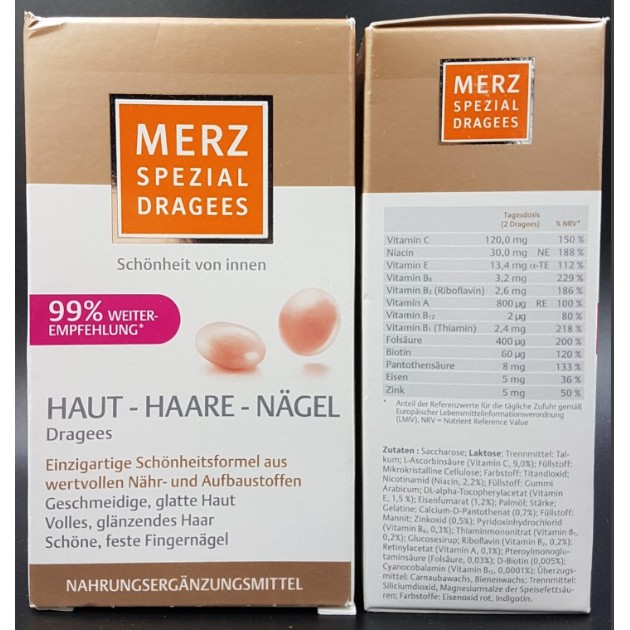 MERZ
SPEZIAL
DRAGEES
Schönheit von innen
99% WEITER-
EMPFEHLUNG*
HAUT - HAARE - NÄGEL
Dragees
Einzigartige Schönheitsformel aus
wertvollen Nähr- und Aufbaustoffen
Geschmeidige, glatte Haut
Volles, glänzendes Haar
Schöne, feste Fingernägel
NAHRUNGSERGÄNZUNGSMITTEL
MERZ
SPEZIAL
DRAGEES
Tagesdosis
(2 Dragees) % NRV*
Vitamin C 120,0 mg 150 %
Niacin 30,0 mg NE 188 %
Vitamin E 13,4 mg α-TE 112 %
Vitamin B₆ 3,2 mg 229 %
Vitamin B₂ (Riboflavin) 2,6 mg 186 %
Vitamin A 800 µg RE 100 %
Vitamin B₁₂ 2 µg 80 %
Vitamin B₁ (Thiamin) 2,4 mg 218 %
Folsäure 400 µg 200 %
Biotin 60 µg 120 %
Pantothensäure 8 mg 133 %
Eisen 5 mg 36 %
Zink 5 mg 50 %
* Anteil der Referenzwerte für die tägliche Zufuhr gemäß
Europäischer Lebensmittelinformationsverordnung
(LMIV), NRV = Nutrient Reference Value
Zutaten: Saccharose; Laktose; Trennmittel: Tal-
kum; L-Ascorbinsäure (Vitamin C, 9,0%); Füllstoff:
Mikrokristalline Cellulose; Farbstoff: Titandioxid;
Nicotinamid (Niacin, 2,2%); Füllstoff: Gummi
Arabicum; DL-alpha-Tocopherylacetat (Vitamin
E, 1,5 %); Eisenfumarat (1,2%); Palmöl; Stärke;
Gelatine; Calcium-D-Pantothenat (0,7%); Füllstoff:
Mannit; Zinkoxid (0,5%); Pyridoxinhydrochlorid
(Vitamin B₆, 0,3%); Thiaminmononitrat (Vitamin B₁,
0,2%); Glucosesirup; Riboflavin (Vitamin B₂, 0,2%);
Retinylacetat (Vitamin A, 0,1%); Pteroylmonoglu-
taminsäure (Folsäure, 0,03%); D-Biotin (0,005%);
Cyanocobalamin (Vitamin B₁₂, 0,0001%); Überzugs-
mittel: Carnaubawachs, Bienenwachs; Trennmittel:
Siliciumdioxid, Magnesiumsalze der Speisefettsäu-
ren; Farbstoffe: Eisenoxid rot, Indigotin.